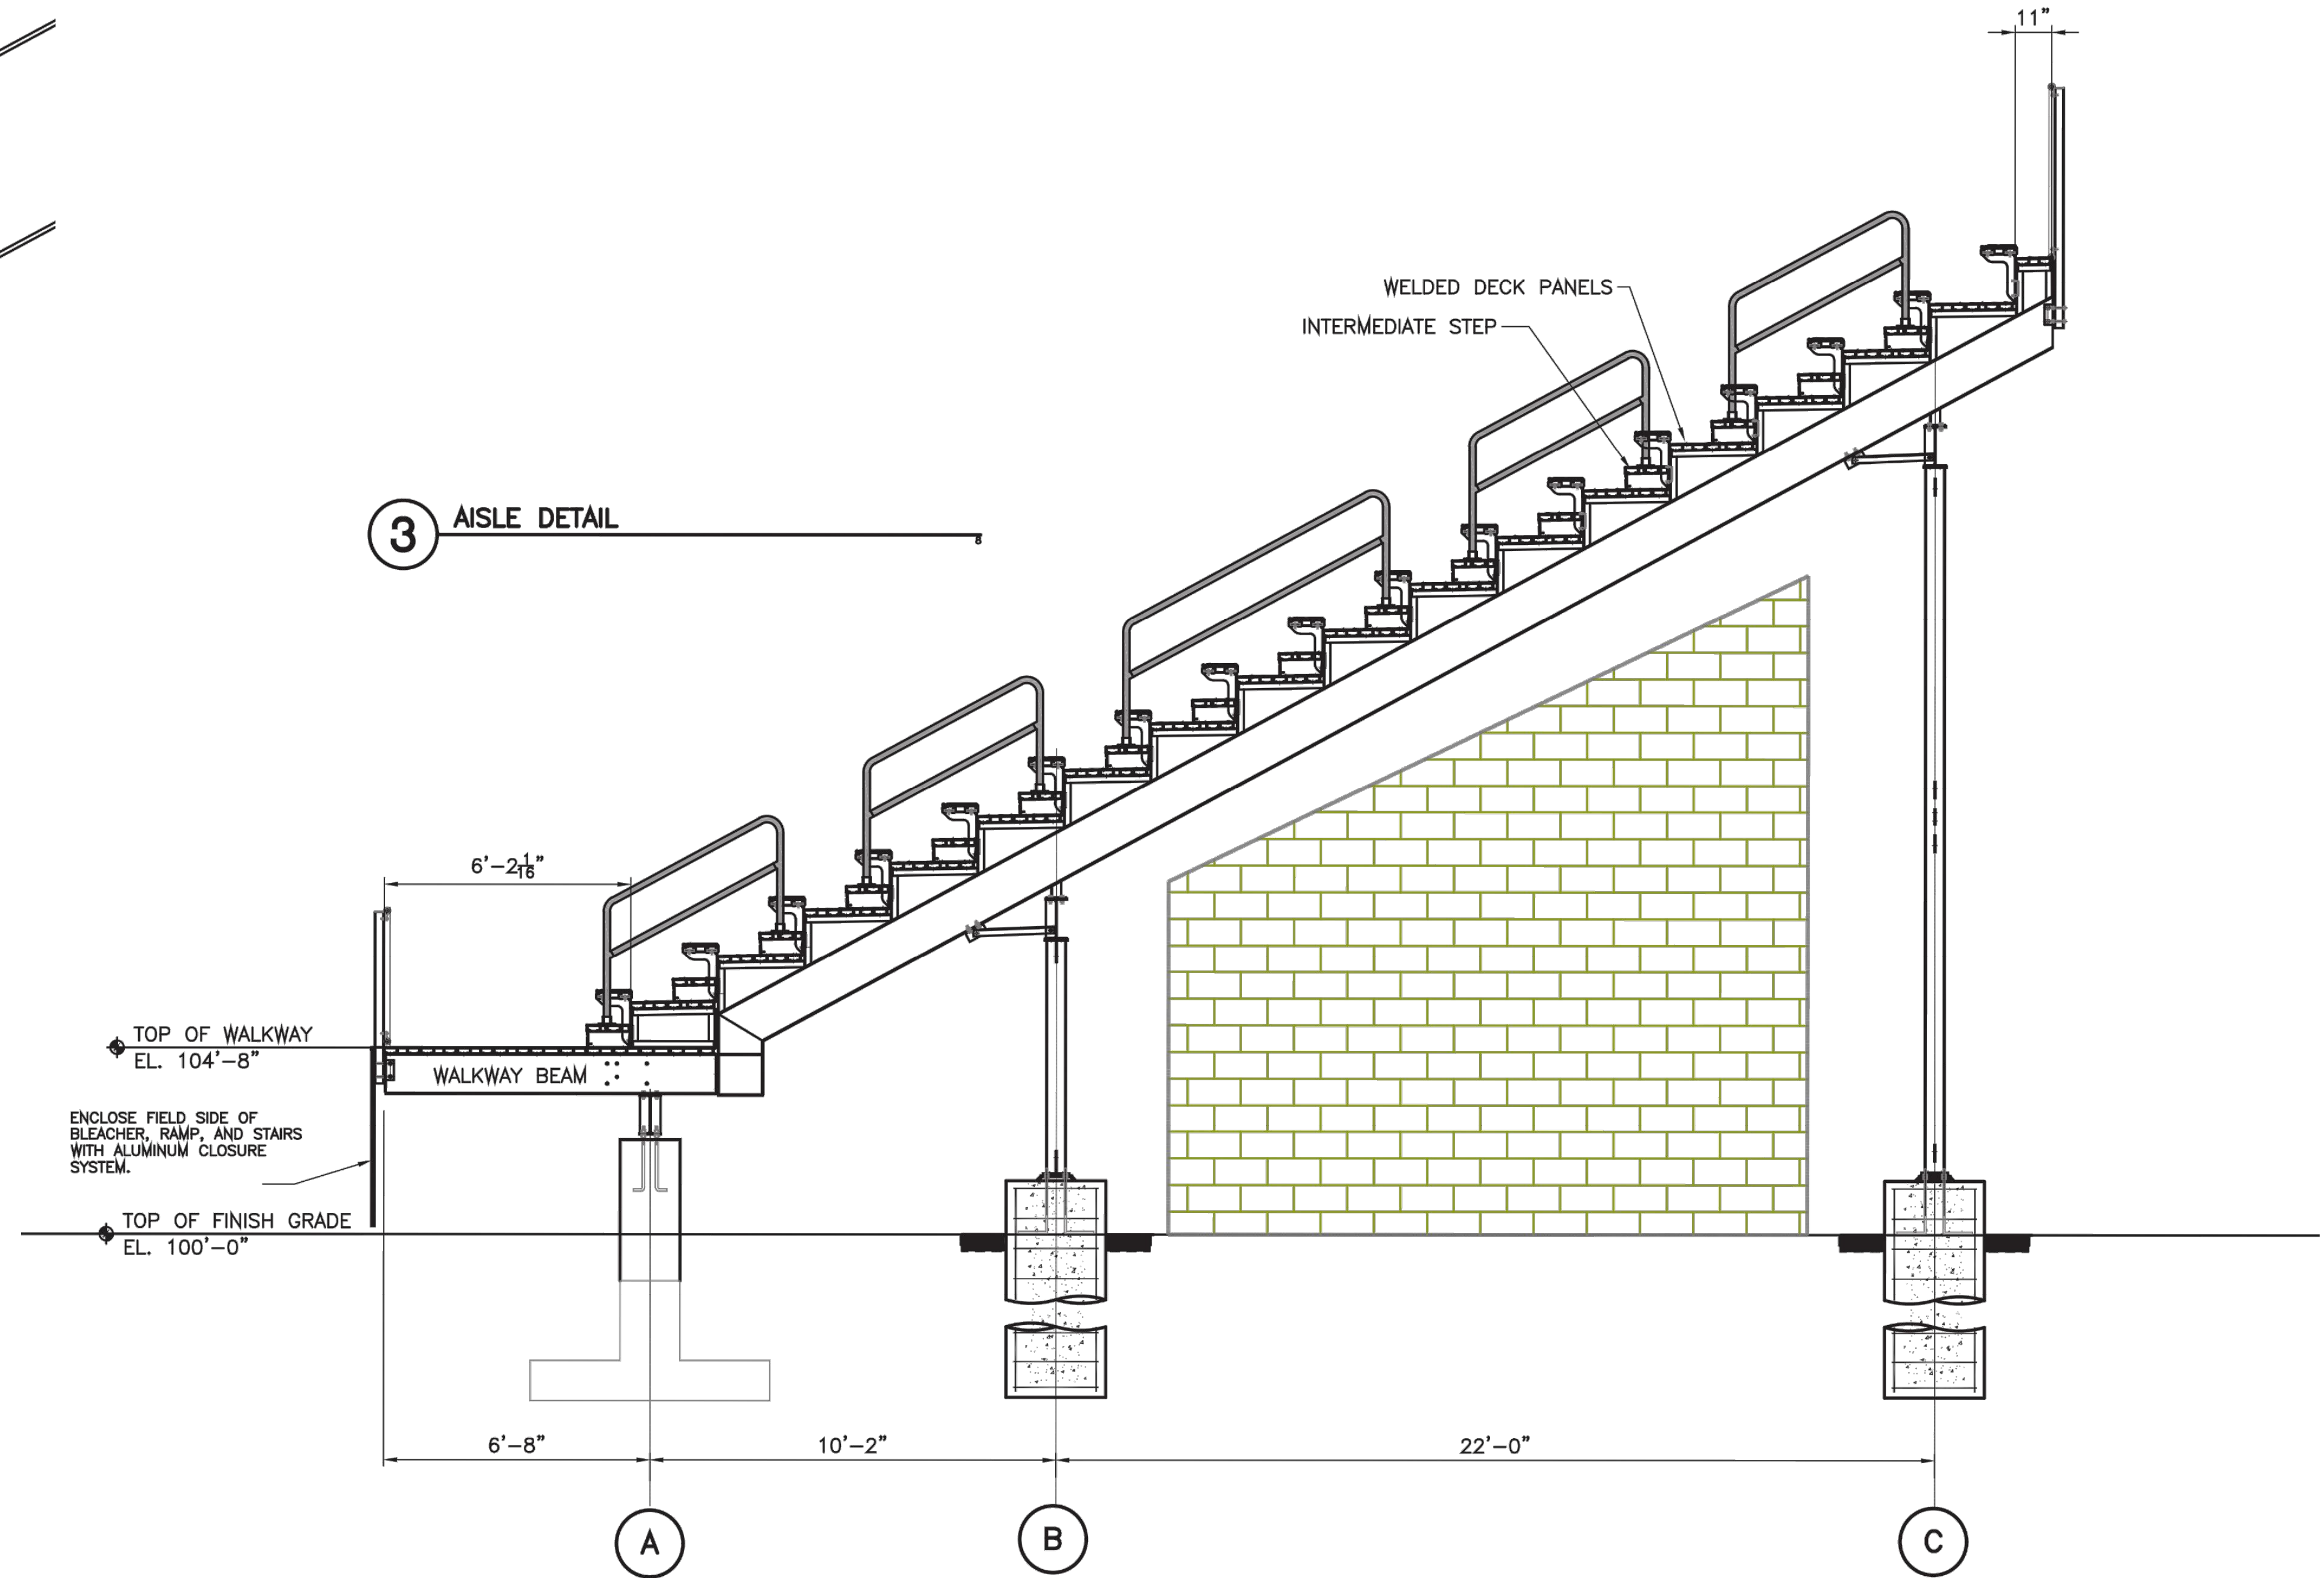 11"
WELDED DECK PANELS
INTERMEDIATE STEP
3 AISLE DETAIL
8
6'-2 1/16"
TOP OF WALKWAY
EL. 104'-8"
WALKWAY BEAM
ENCLOSE FIELD SIDE OF
BLEACHER, RAMP, AND STAIRS
WITH ALUMINUM CLOSURE
SYSTEM.
TOP OF FINISH GRADE
EL. 100'-0"
6'-8"
10'-2"
22'-0"
A
B
C